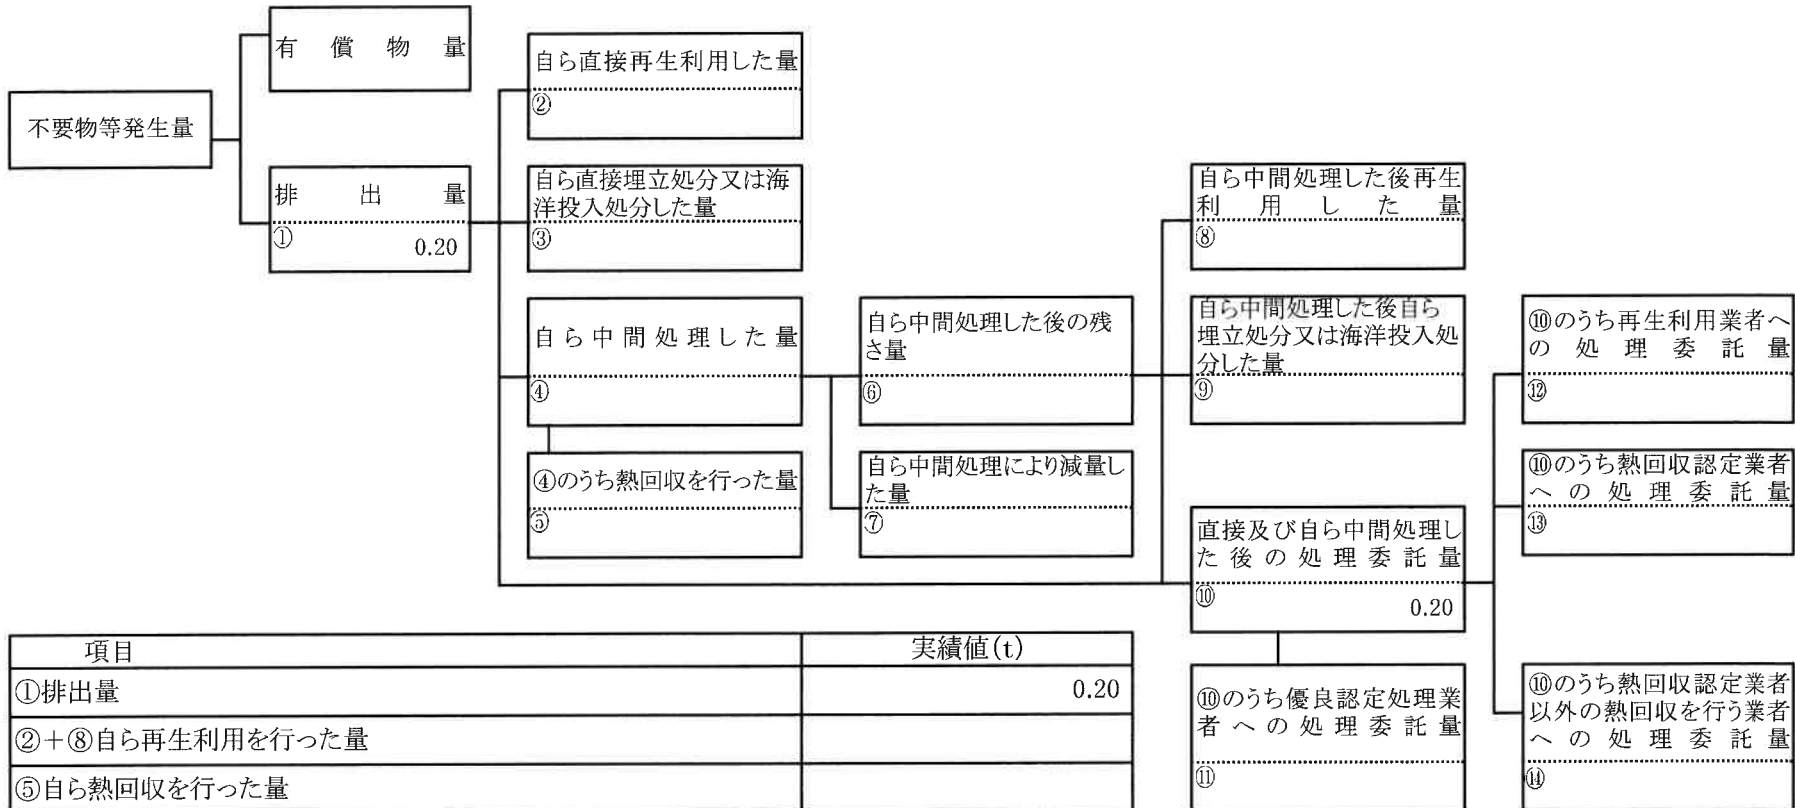 有償物量
不要物等発生量
排出量
①
0.20
自ら直接再生利用した量
②
自ら直接埋立処分又は海
洋投入処分した量
③
自ら中間処理した量
④
④のうち熱回収を行った量
⑤
自ら中間処理した後の残
さ量
⑥
自ら中間処理により減量し
た量
⑦
自ら中間処理した後再生
利用した量
⑧
自ら中間処理した後自ら
埋立処分又は海洋投入処
分した量
⑨
直接及び自ら中間処理し
た後の処理委託量
⑩
0.20
⑩のうち優良認定処理業
者への処理委託量
⑪
⑩のうち再生利用業者へ
の処理委託量
⑫
⑩のうち熱回収認定業者
への処理委託量
⑬
⑩のうち熱回収認定業者
以外の熱回収を行う業者
への処理委託量
⑭
項目 実績値(t)
①排出量 0.20
②+⑧自ら再生利用を行った量
⑤自ら熱回収を行った量